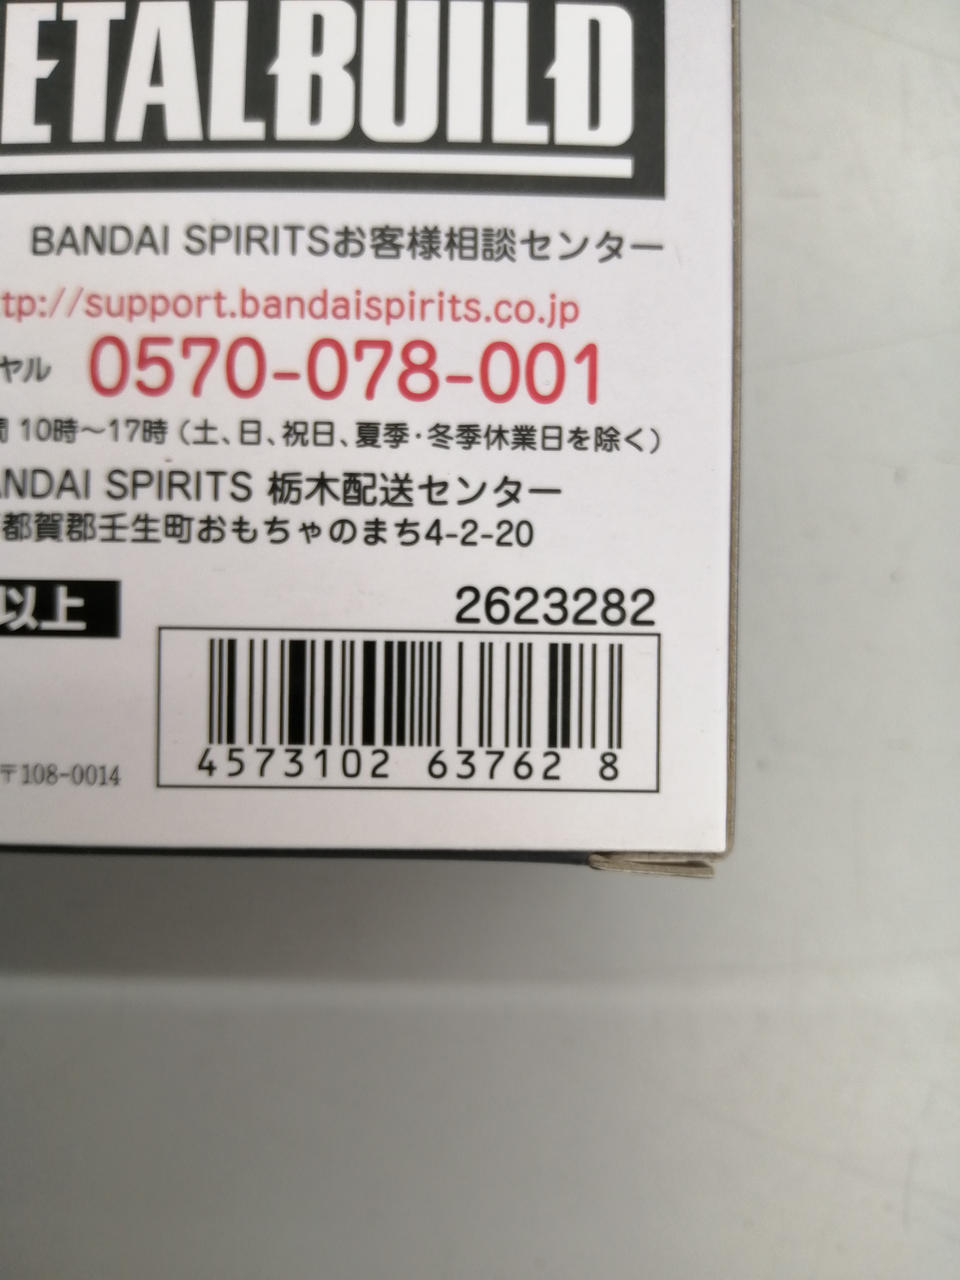 ETALBUILD
BANDAI SPIRITSお客様相談センター
tp://support.bandaispirits.co.jp
ヤル 0570-078-001
間 10時〜17時（土、日、祝日、夏季・冬季休業日を除く）
ANDAI SPIRITS 栃木配送センター
都賀郡壬生町おもちゃのまち4-2-20
以上
2623282
4573102 63762 8
〒108-0014